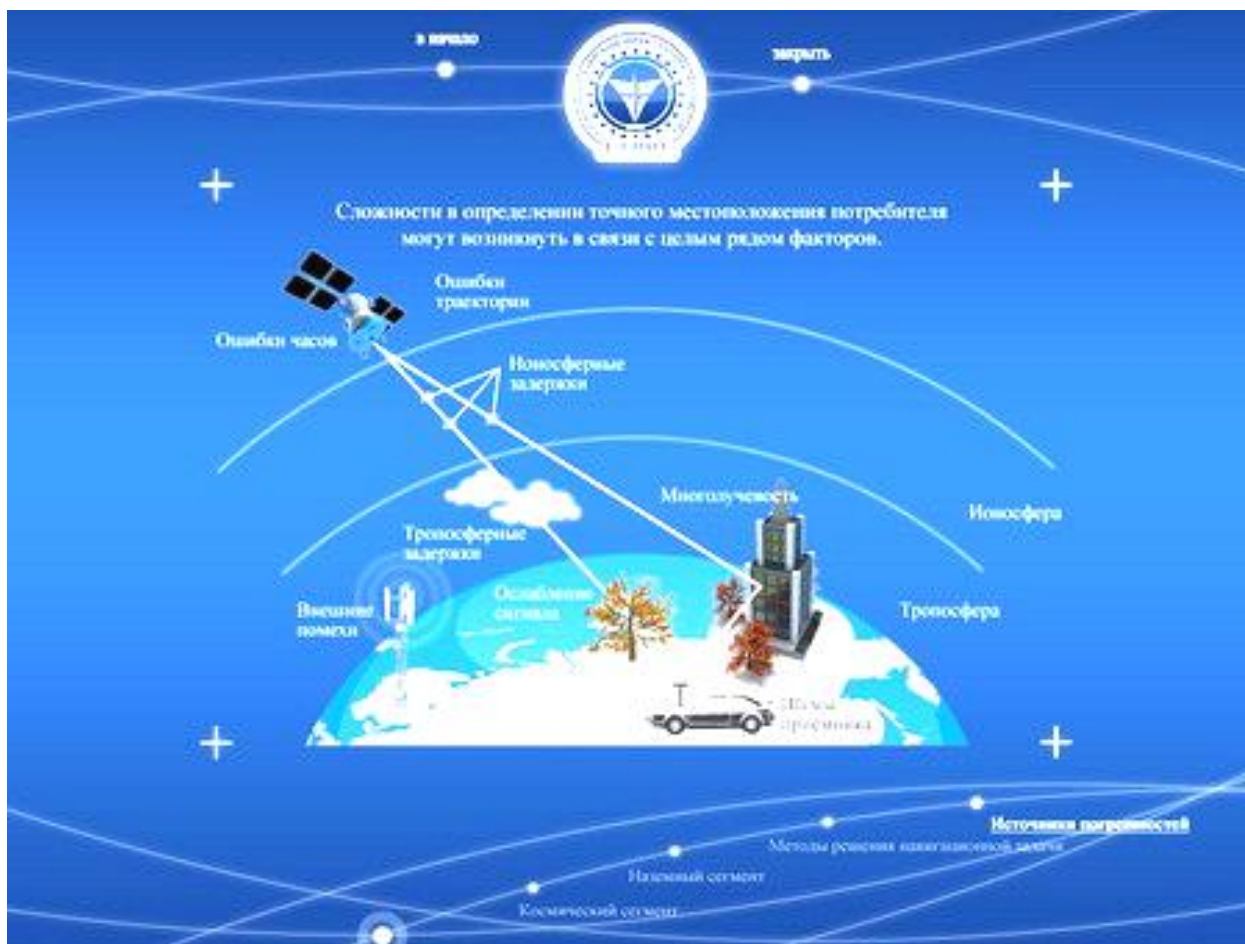 в начало
закрыть
Сложности в определении точного местоположения потребителя
могут возникнуть в связи с целым рядом факторов.
Ошибки
траектории
Ошибки часов
Ионосферные
задержки
Многолучевость
Ионосфера
Тропосферные
задержки
Ослабление
сигнала
Внешние
помехи
Тропосфера
Шумы
приемника
Источники погрешностей
Методы решения навигационной задачи
Наземный сегмент
Космический сегмент